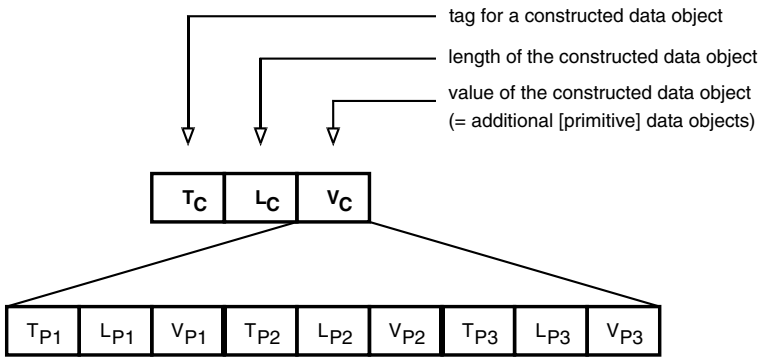 tag for a constructed data object
length of the constructed data object
value of the constructed data object
(= additional [primitive] data objects)
TC LC VC
TP1 LP1 VP1 TP2 LP2 VP2 TP3 LP3 VP3